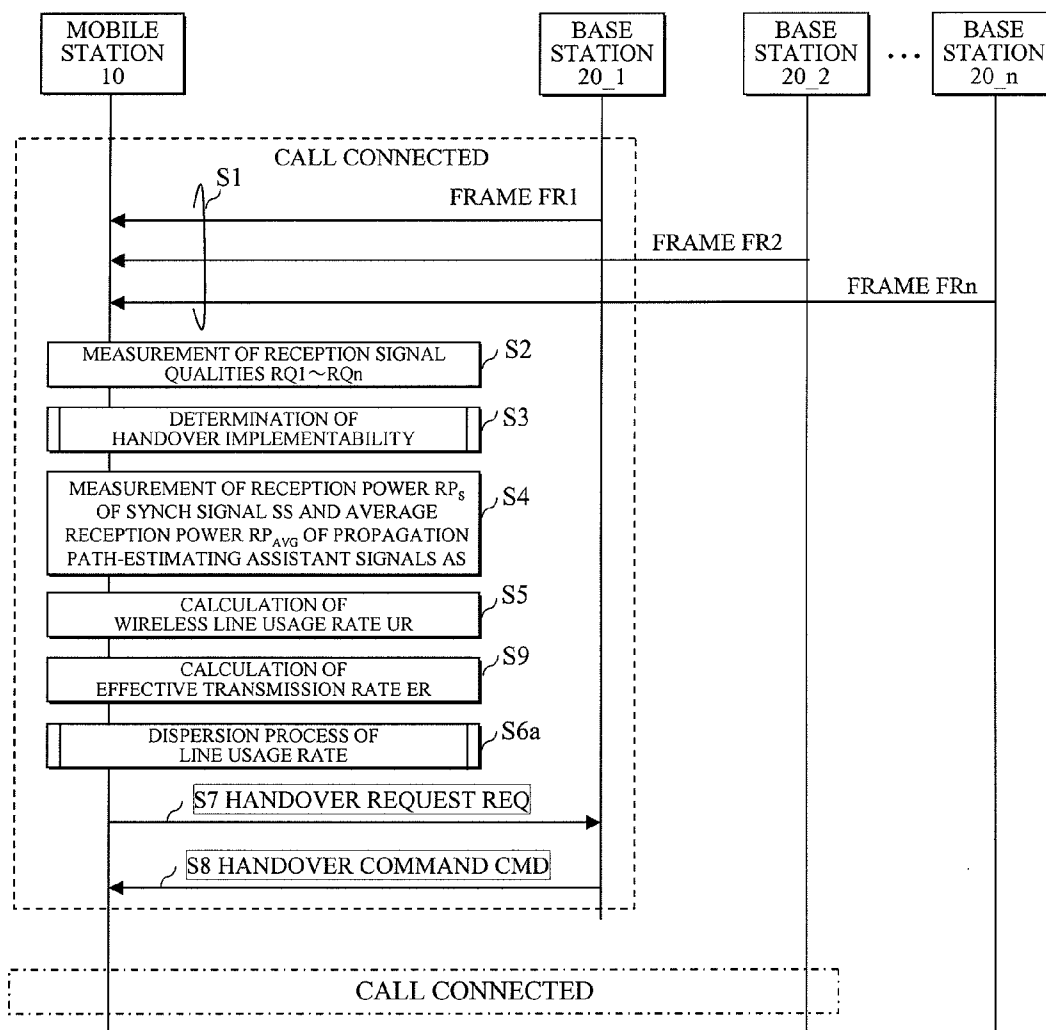 MOBILE
STATION
10
BASE
STATION
20_1
BASE
STATION
20_2
...
BASE
STATION
20_n
CALL CONNECTED
S1
FRAME FR1
FRAME FR2
FRAME FRn
MEASUREMENT OF RECEPTION SIGNAL
QUALITIES RQ1~RQn
S2
DETERMINATION OF
HANDOVER IMPLEMENTABILITY
S3
MEASUREMENT OF RECEPTION POWER RPS
OF SYNCH SIGNAL SS AND AVERAGE
RECEPTION POWER RPAVG OF PROPAGATION
PATH-ESTIMATING ASSISTANT SIGNALS AS
S4
CALCULATION OF
WIRELESS LINE USAGE RATE UR
S5
CALCULATION OF
EFFECTIVE TRANSMISSION RATE ER
S9
DISPERSION PROCESS OF
LINE USAGE RATE
S6a
S7 HANDOVER REQUEST REQ
S8 HANDOVER COMMAND CMD
CALL CONNECTED